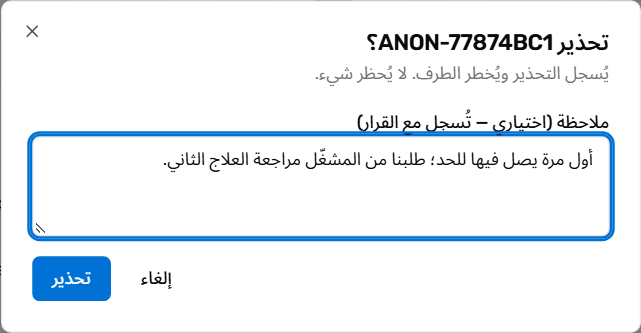 تحذير ANON-77874BC1؟
يُسجل التحذير ويُخطر الطرف. لا يُحظر شيء.
ملاحظة (اختياري – تُسجل مع القرار)
أول مرة يصل فيها للحد؛ طلبنا من المشغّل مراجعة العلاج الثاني.
إلغاء
تحذير